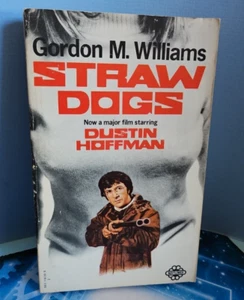 Gordon M. Williams
STRAW
DOGS
Now a major film starring
DUSTIN
HOFFMAN